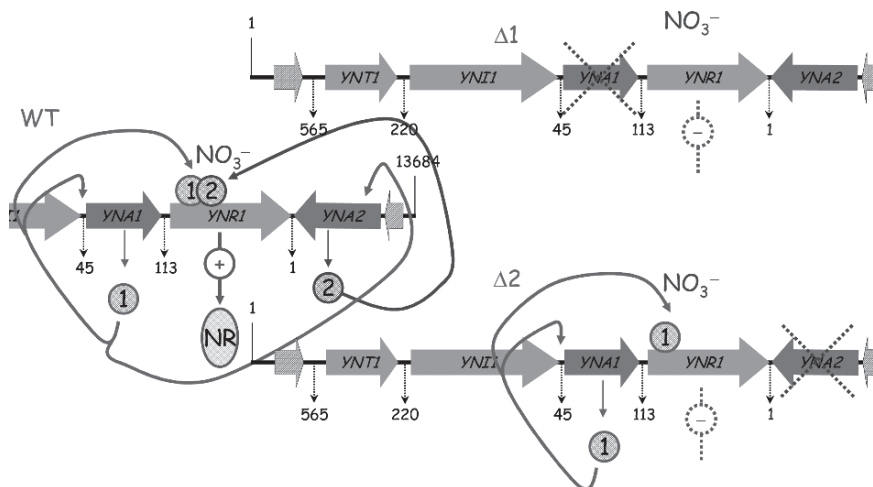 1
Δ1
NO3−
YNT1
YNI1
YNA1
YNR1
YNA2
565
220
45
113
1
−
WT
NO3−
13684
1
2
YNA1
YNR1
YNA2
45
113
1
+
1
2
NR
Δ2
NO3−
1
1
YNT1
YNI1
YNA1
YNR1
YNA2
565
220
45
113
1
−
1